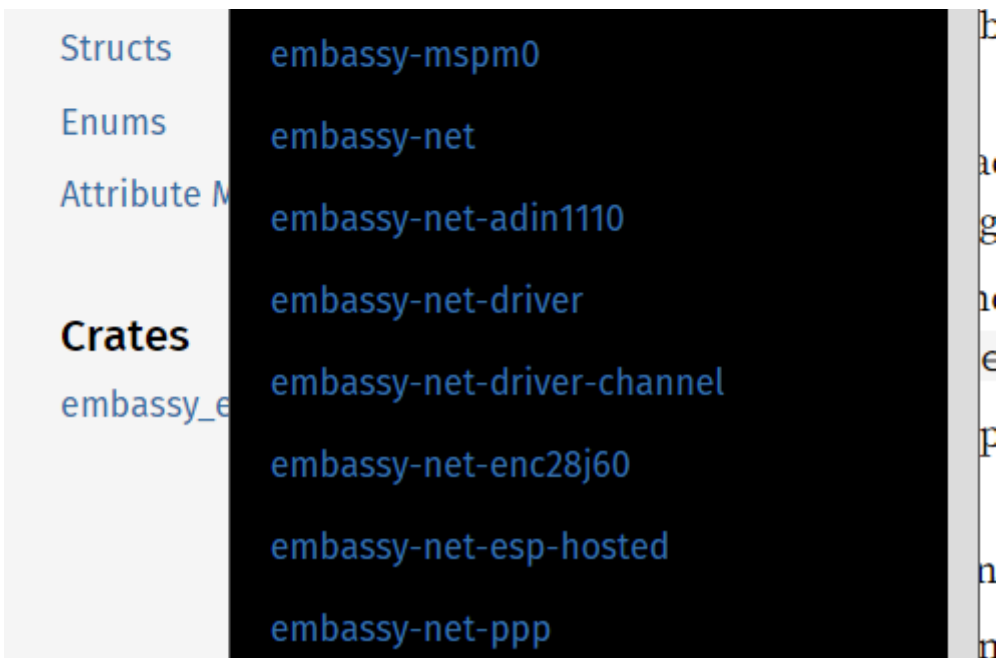 Structs
Enums
Attribute
Crates
embassy-mspm0
embassy-net
embassy-net-adin1110
embassy-net-driver
embassy-net-driver-channel
embassy-net-enc28j60
embassy-net-esp-hosted
embassy-net-ppp